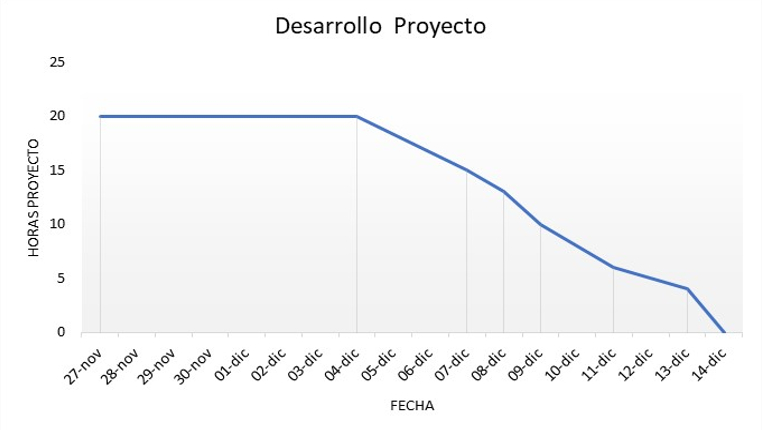 Desarrollo  Proyecto
25
20
15
10
5
0
HORAS PROYECTO
27-nov
28-nov
29-nov
30-nov
01-dic
02-dic
03-dic
04-dic
05-dic
06-dic
07-dic
08-dic
09-dic
10-dic
11-dic
12-dic
13-dic
14-dic
FECHA